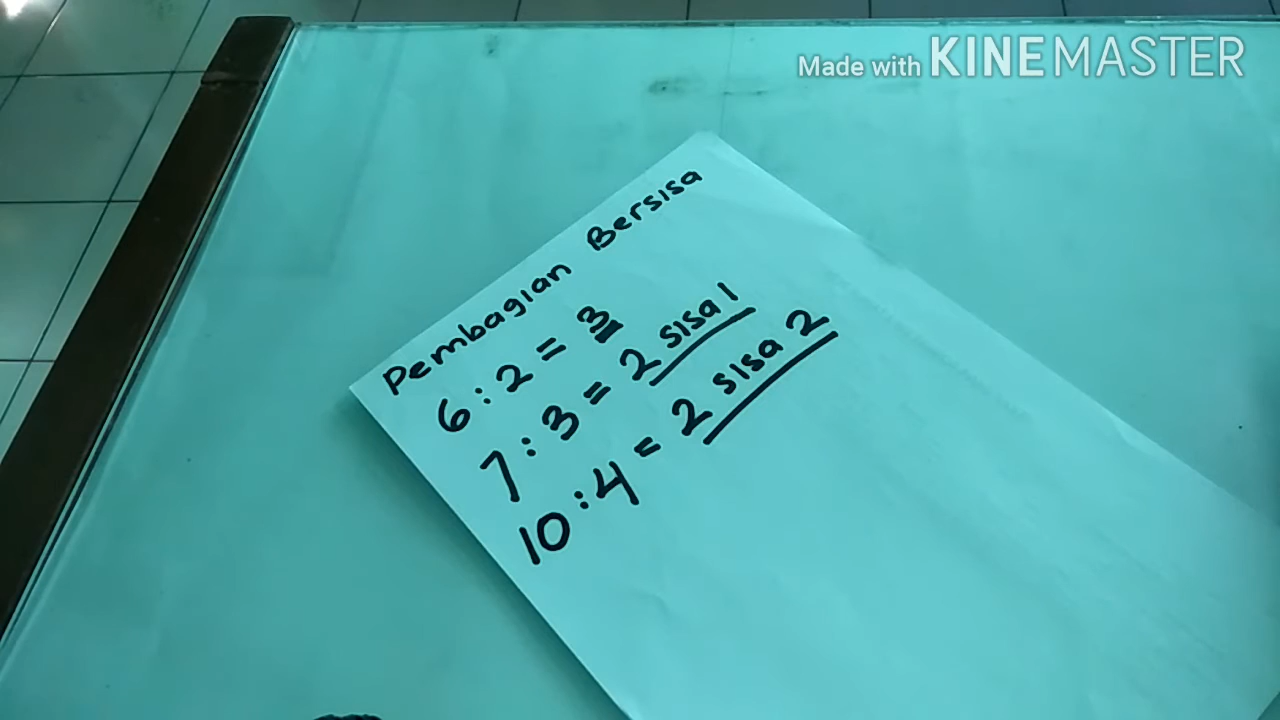 Made with KINEMASTER
Pembagian Bersisa
6 : 2 = 3
7 : 3 = 2 sisa 1
10 : 4 = 2 sisa 2